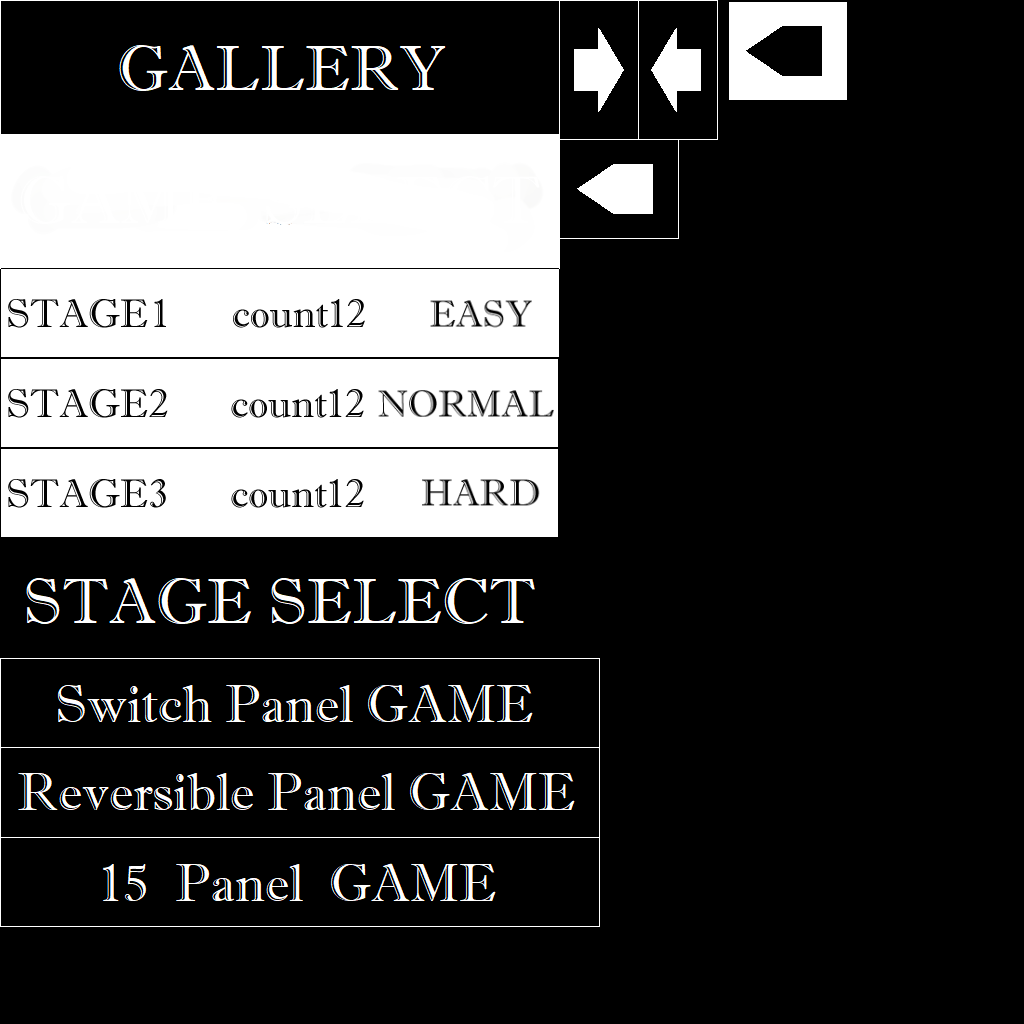 GALLERY
STAGE1 count12 EASY
STAGE2 count12 NORMAL
STAGE3 count12 HARD
STAGE SELECT
Switch Panel GAME
Reversible Panel GAME
15 Panel GAME